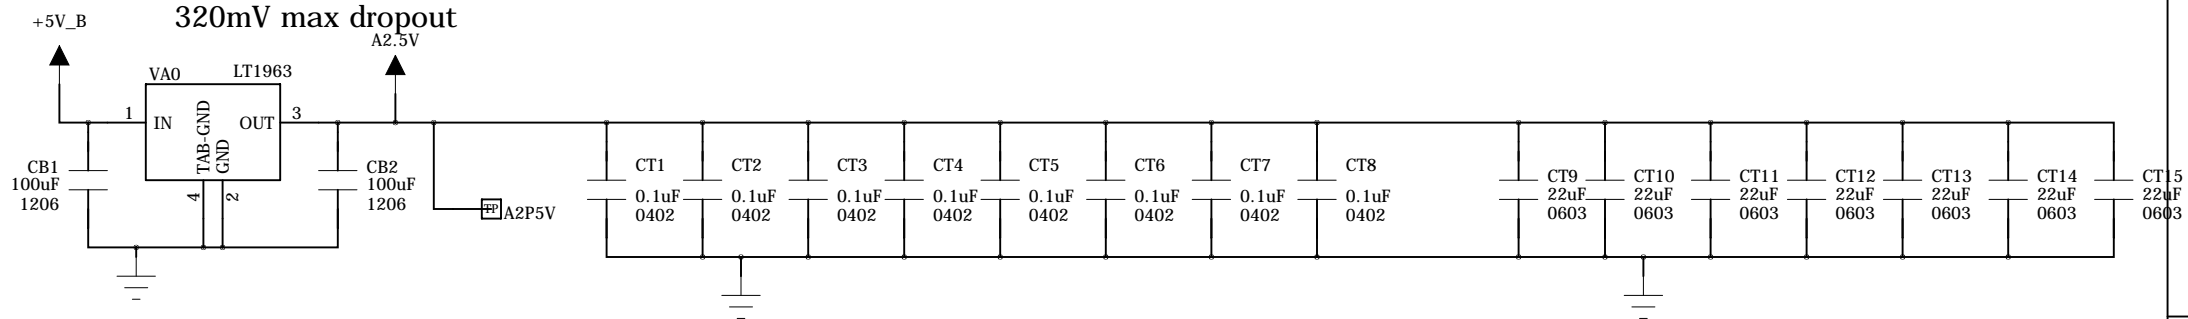 320mV max dropout
+5V_B
A2.5V
VA0
LT1963
1
IN
TAB-GND
GND
OUT
3
4
2
CB1
100uF
1206
CB2
100uF
1206
TP
A2P5V
CT1
0.1uF
0402
CT2
0.1uF
0402
CT3
0.1uF
0402
CT4
0.1uF
0402
CT5
0.1uF
0402
CT6
0.1uF
0402
CT7
0.1uF
0402
CT8
0.1uF
0402
CT9
22uF
0603
CT10
22uF
0603
CT11
22uF
0603
CT12
22uF
0603
CT13
22uF
0603
CT14
22uF
0603
CT15
22uF
0603